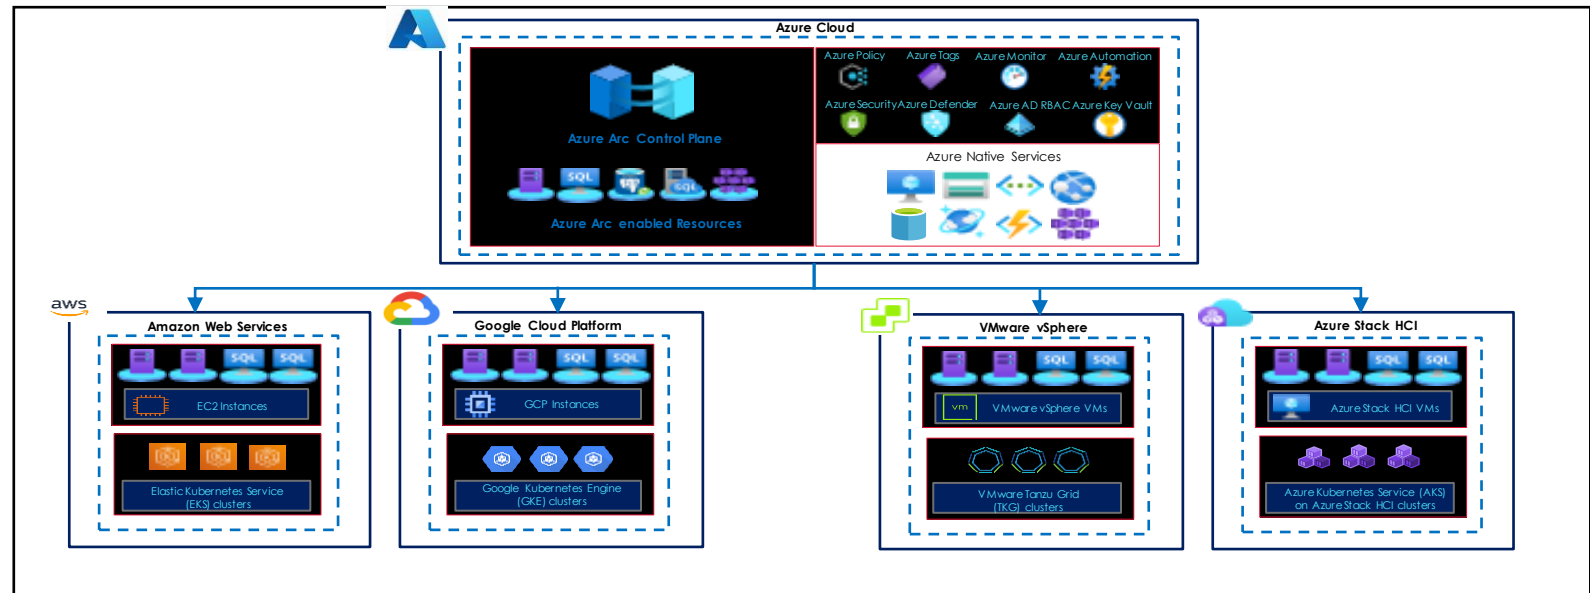 Azure Cloud
Azure Policy
Azure Tags
Azure Monitor
Azure Automation
Azure Security
Azure Defender
Azure AD RBAC
Azure Key Vault
Azure Arc Control Plane
SQL
SQL
Azure Arc enabled Resources
Azure Native Services
aws
Amazon Web Services
SQL
SQL
EC2 Instances
Elastic Kubernetes Service
(EKS) clusters
Google Cloud Platform
SQL
SQL
GCP Instances
Google Kubernetes Engine
(GKE) clusters
VMware vSphere
SQL
SQL
vm
VMware vSphere VMs
VMware Tanzu Grid
(TKG) clusters
Azure Stack HCI
SQL
SQL
Azure Stack HCI VMs
Azure Kubernetes Service (AKS)
on Azure Stack HCI clusters